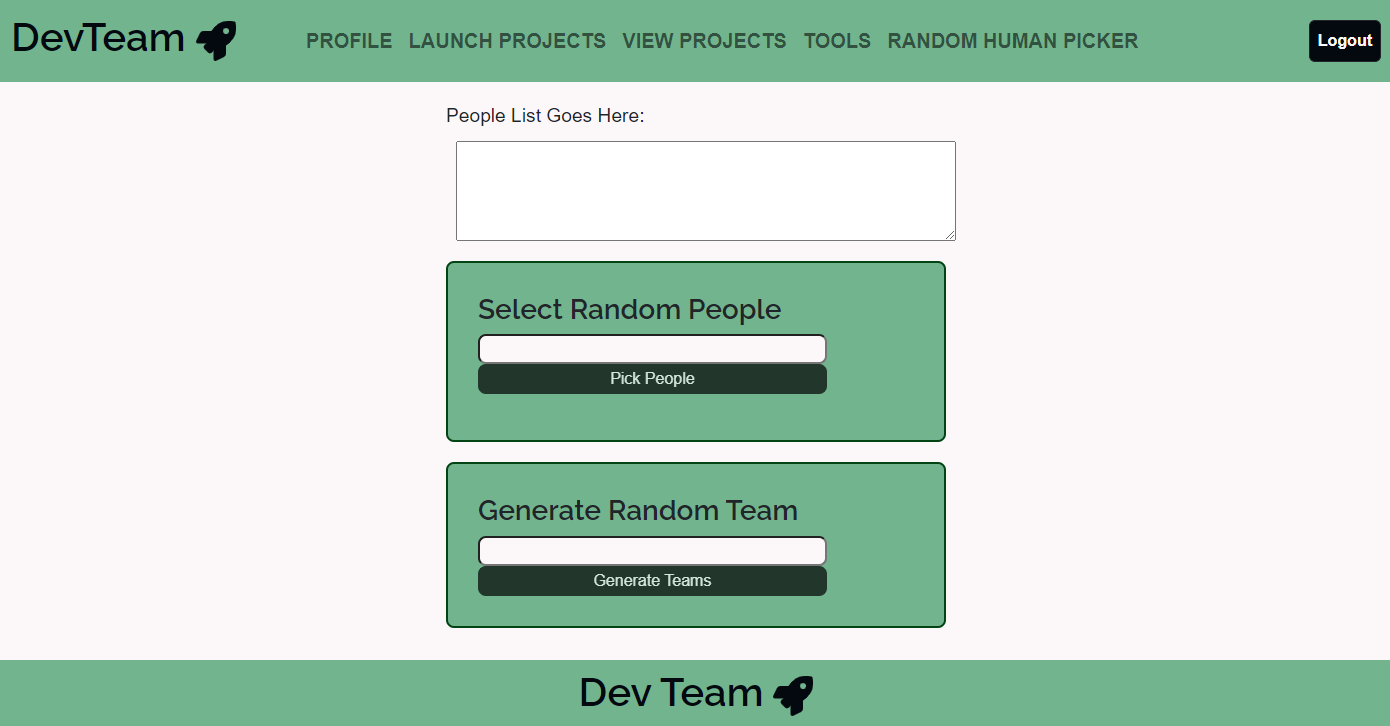 DevTeam
PROFILE LAUNCH PROJECTS VIEW PROJECTS TOOLS RANDOM HUMAN PICKER
Logout
People List Goes Here:
Select Random People
Pick People
Generate Random Team
Generate Teams
Dev Team